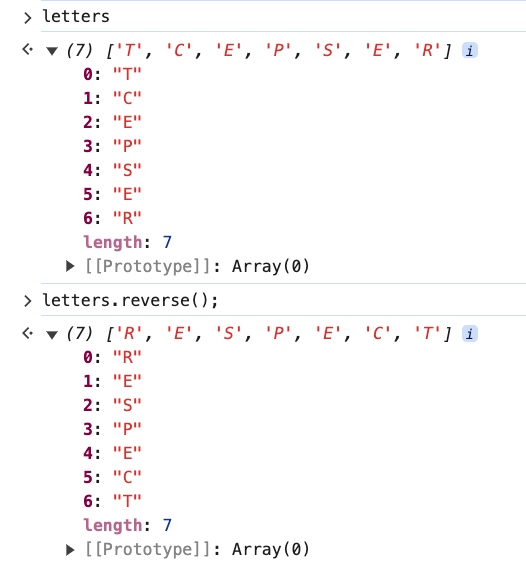 > letters
(7) ['T', 'C', 'E', 'P', 'S', 'E', 'R'] i
0: "T"
1: "C"
2: "E"
3: "P"
4: "S"
5: "E"
6: "R"
length: 7
[[Prototype]]: Array(0)
> letters.reverse();
(7) ['R', 'E', 'S', 'P', 'E', 'C', 'T'] i
0: "R"
1: "E"
2: "S"
3: "P"
4: "E"
5: "C"
6: "T"
length: 7
[[Prototype]]: Array(0)